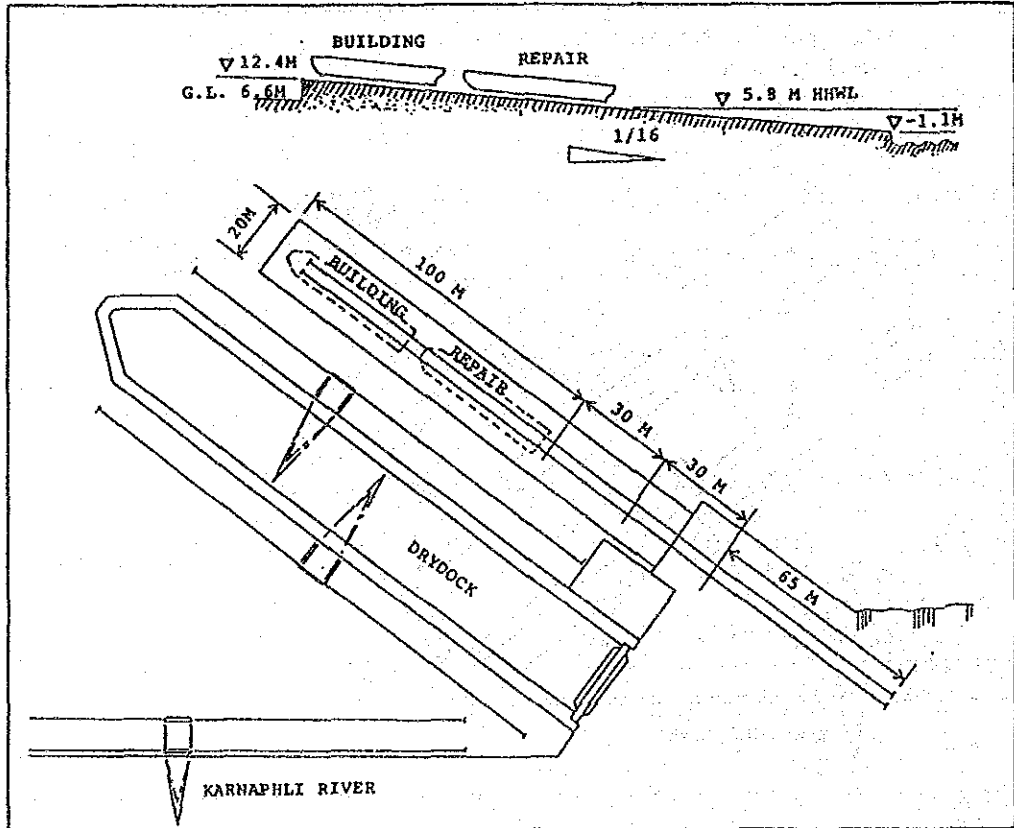 BUILDING
REPAIR
▽ 12.4M
G.L. 6.6M
▽ 5.8 M HHWL
▽ -1.1M
1/16
20M
100 M
BUILDING
REPAIR
30 M
30 M
65 M
DRYDOCK
KARNAPHLI RIVER